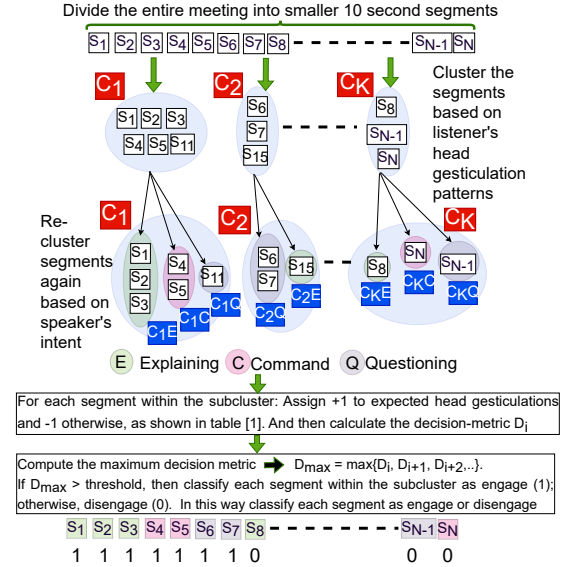 Divide the entire meeting into smaller 10 second segments
S1 S2 S3 S4 S5 S6 S7 S8 SN-1 SN
C1 C2 CK
Cluster the
segments
based on
listener's
head
gesticulation
patterns
S1 S2 S3
S4 S5 S11
S6
S7
S15
S8
SN-1
SN
Re-
cluster
segments
again
based on
speaker's
intent
C1 C2 CK
S1
S2
S3
S4
S5
S11
S6
S7
S15
S8
SN
SN-1
C1E C1C C1Q
C2Q C2E
CKE CKC CKQ
E Explaining C Command Q Questioning
For each segment within the subcluster: Assign +1 to expected head gesticulations
and -1 otherwise, as shown in table [1]. And then calculate the decision-metric Di
Compute the maximum decision metric ➔ Dmax = max{Di, Di+1, Di+2,..}.
If Dmax > threshold, then classify each segment within the subcluster as engage (1);
otherwise, disengage (0). In this way classify each segment as engage or disengage
S1 S2 S3 S4 S5 S6 S7 S8 SN-1 SN
1 1 1 1 1 1 1 0 0 0